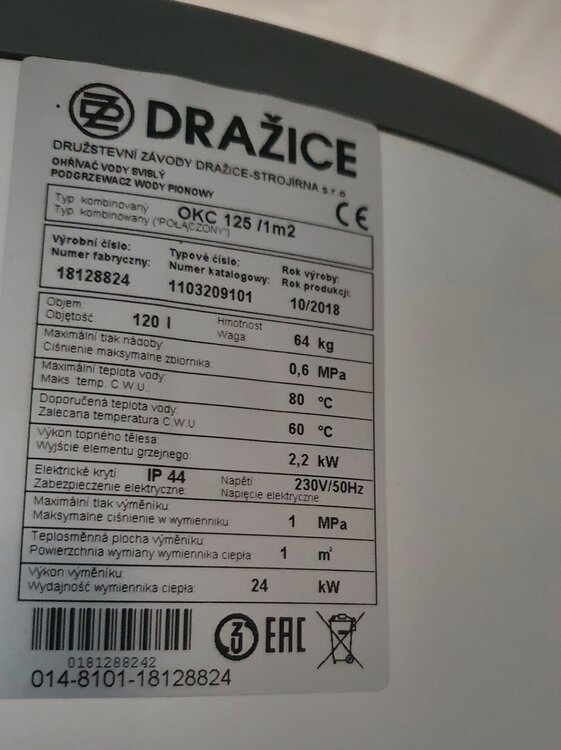 DRAŽICE
DRUŽSTEVNÍ ZÁVODY DRAŽICE-STROJÍRNA s r o
OHŘÍVAČ VODY SVISLÝ
PODGRZEWACZ WODY PIONOWY
Typ kombinovaný OKC 125 /1m2
Typ kombinowany ("POŁĄCZONY") CE
Výrobní číslo: Typové číslo: Rok výroby:
Numer fabryczny: Numer katalogowy: Rok produkcji:
18128824 1103209101 10/2018
Objem Hmotnost
Objętość: 120 l Waga: 64 kg
Maximální tlak nádoby:
Ciśnienie maksymalne zbiornika 0,6 MPa
Maximální teplota vody:
Maks. temp. C.W.U.: 80 °C
Doporučená teplota vody:
Zalecana temperatura C.W.U: 60 °C
Výkon topného tělesa
Wyjście elementu grzejnego: 2,2 kW
Elektrické krytí: IP 44 Napětí: 230V/50Hz
Zabezpieczenie elektryczne: Napięcie elektryczne:
Maximální tlak výměníku:
Maksymalne ciśnienie w wymienniku 1 MPa
Teplosměnná plocha výměníku:
Powierzchnia wymiany wymiennika ciepła: 1 m²
Výkon výměníku:
Wydajność wymiennika ciepła: 24 kW
EAC
0181288242
014-8101-18128824